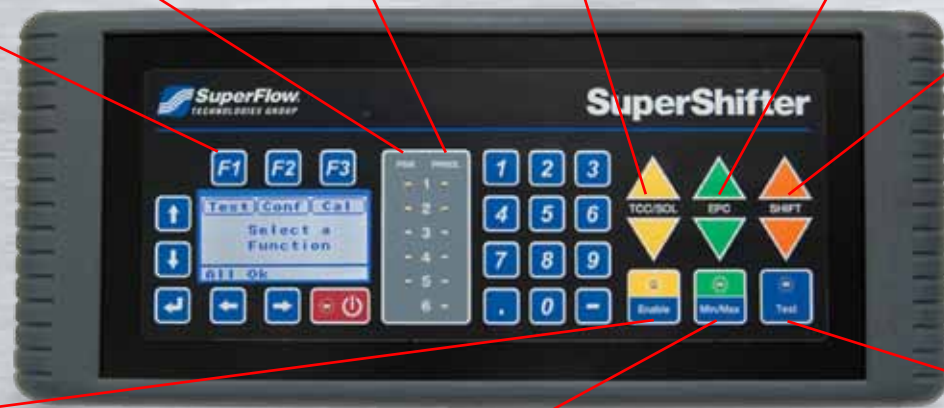 SuperFlow
TECHNOLOGIES GROUP
SuperShifter
F1 F2 F3
Test Conf Cal
Select a
Function
All Ok
PSW PRESS
- 1 -
- 2 -
- 3 -
- 4 -
- 5 -
- 6 -
1 2 3
4 5 6
7 8 9
. 0 -
TCC/SOL EPC SHIFT
Enable Min/Max Test